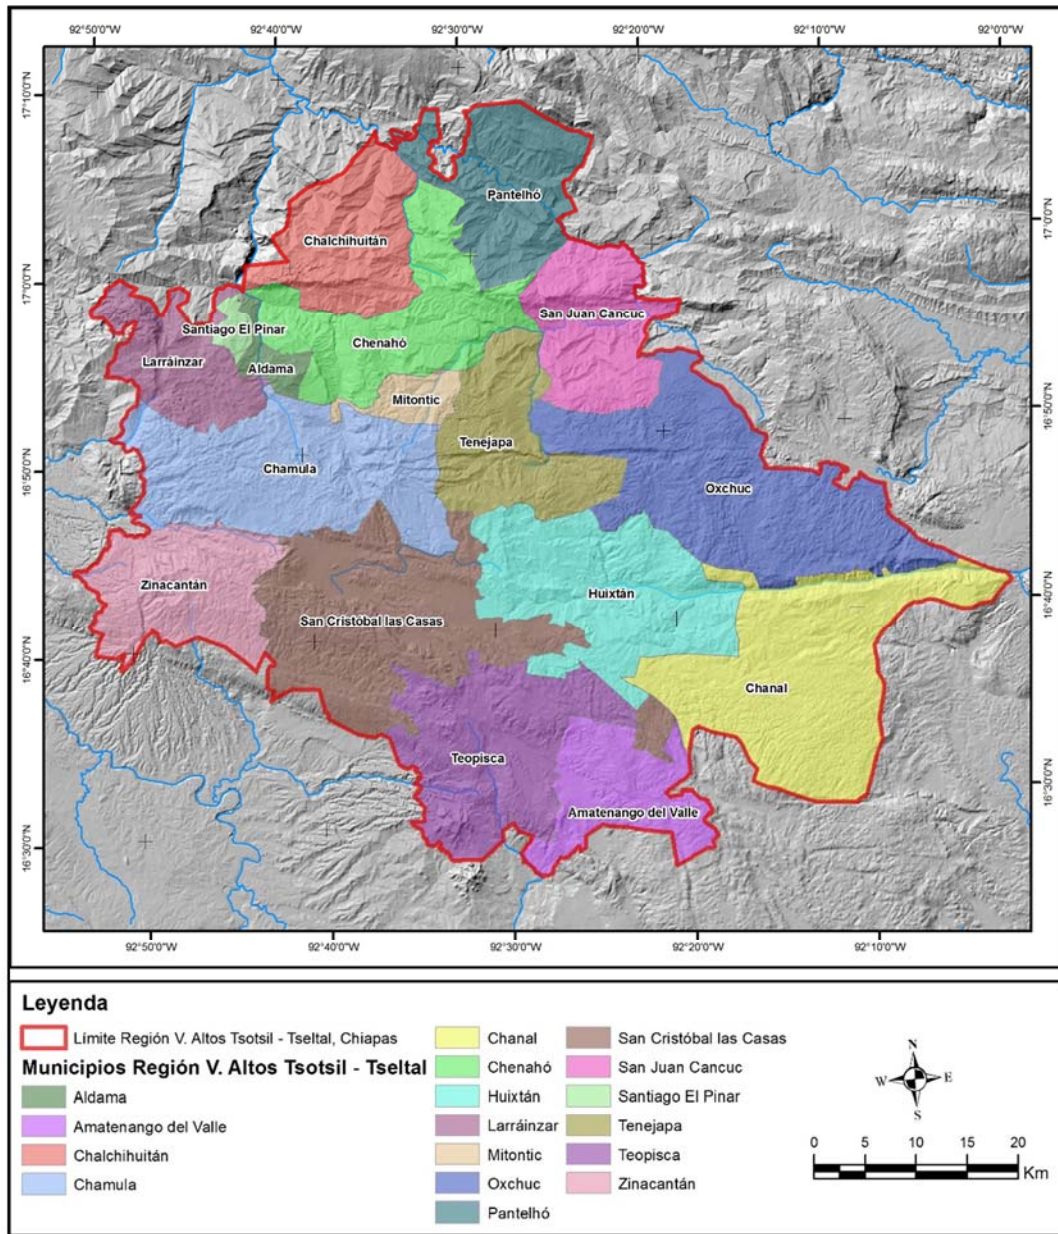 92°50'0"W 92°40'0"W 92°30'0"W 92°20'0"W 92°10'0"W 92°0'0"W
17°10'0"N
17°0'0"N
16°50'0"N
16°40'0"N
16°30'0"N
17°0'0"N
16°50'0"N
16°40'0"N
16°30'0"N
Pantelhó
Chalchihuitán
San Juan Cancuc
Santiago El Pinar
Chenahó
Larráinzar
Aldama
Mitontic
Tenejapa
Chamula
Oxchuc
Zinacantán
Huixtán
San Cristóbal las Casas
Chanal
Teopisca
Amatenango del Valle
92°50'0"W 92°40'0"W 92°30'0"W 92°20'0"W 92°10'0"W
Leyenda
Límite Región V. Altos Tsotsil - Tseltal, Chiapas
Municipios Región V. Altos Tsotsil - Tseltal
Aldama
Amatenango del Valle
Chalchihuitán
Chamula
Chanal
Chenahó
Huixtán
Larráinzar
Mitontic
Oxchuc
Pantelhó
San Cristóbal las Casas
San Juan Cancuc
Santiago El Pinar
Tenejapa
Teopisca
Zinacantán
N
W E
S
0 5 10 15 20
Km